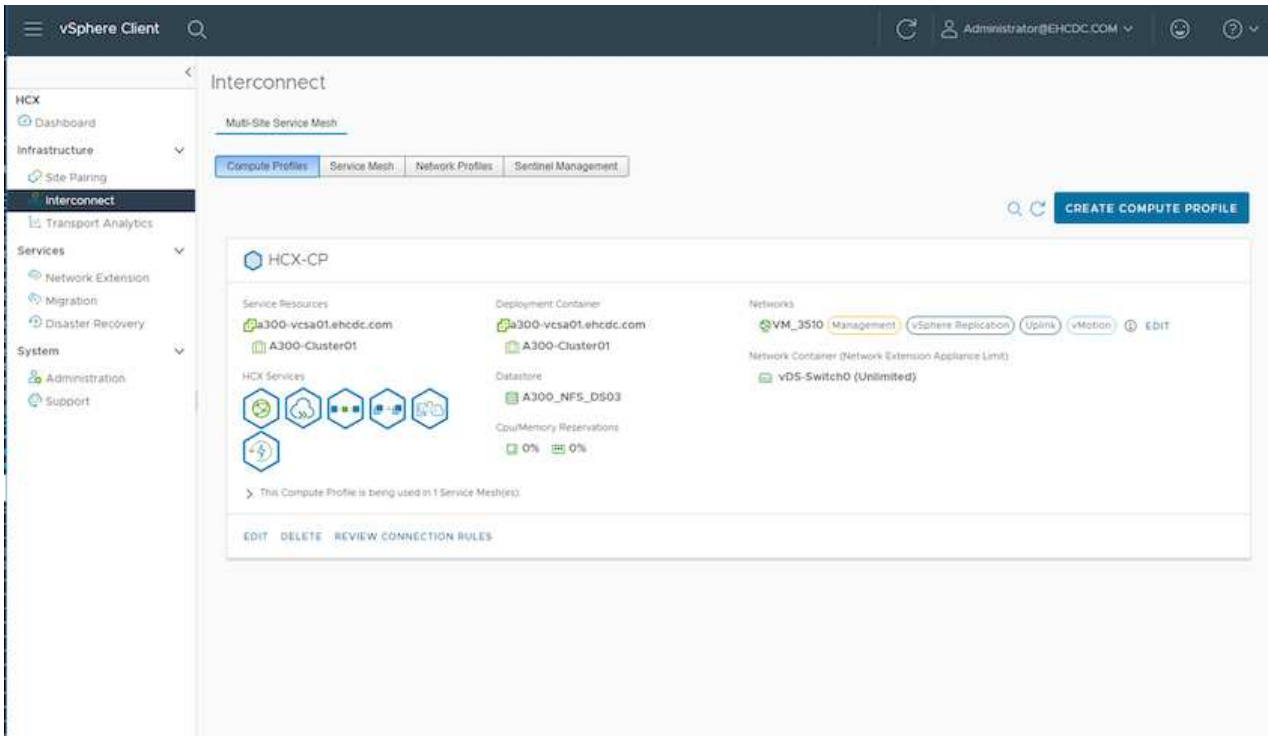 vSphere Client
Administrator@EHCDC.COM
HCX
Dashboard
Infrastructure
Site Pairing
Interconnect
Transport Analytics
Services
Network Extension
Migration
Disaster Recovery
System
Administration
Support
Interconnect
Multi-Site Service Mesh
Compute Profiles
Service Mesh
Network Profiles
Sentinel Management
CREATE COMPUTE PROFILE
HCX-CP
Service Resources
a300-vcsa01.ehcdc.com
A300-Cluster01
HCX Services
Deployment Container
a300-vcsa01.ehcdc.com
A300-Cluster01
Datastore
A300_NFS_DS03
Cpu/Memory Reservations
0% 0%
Networks
VM_3510 Management vSphere Replication Uplink vMotion EDIT
Network Container (Network Extension Appliance Limit)
vDS-Switch0 (Unlimited)
This Compute Profile is being used in 1 Service Mesh(es).
EDIT DELETE REVIEW CONNECTION RULES